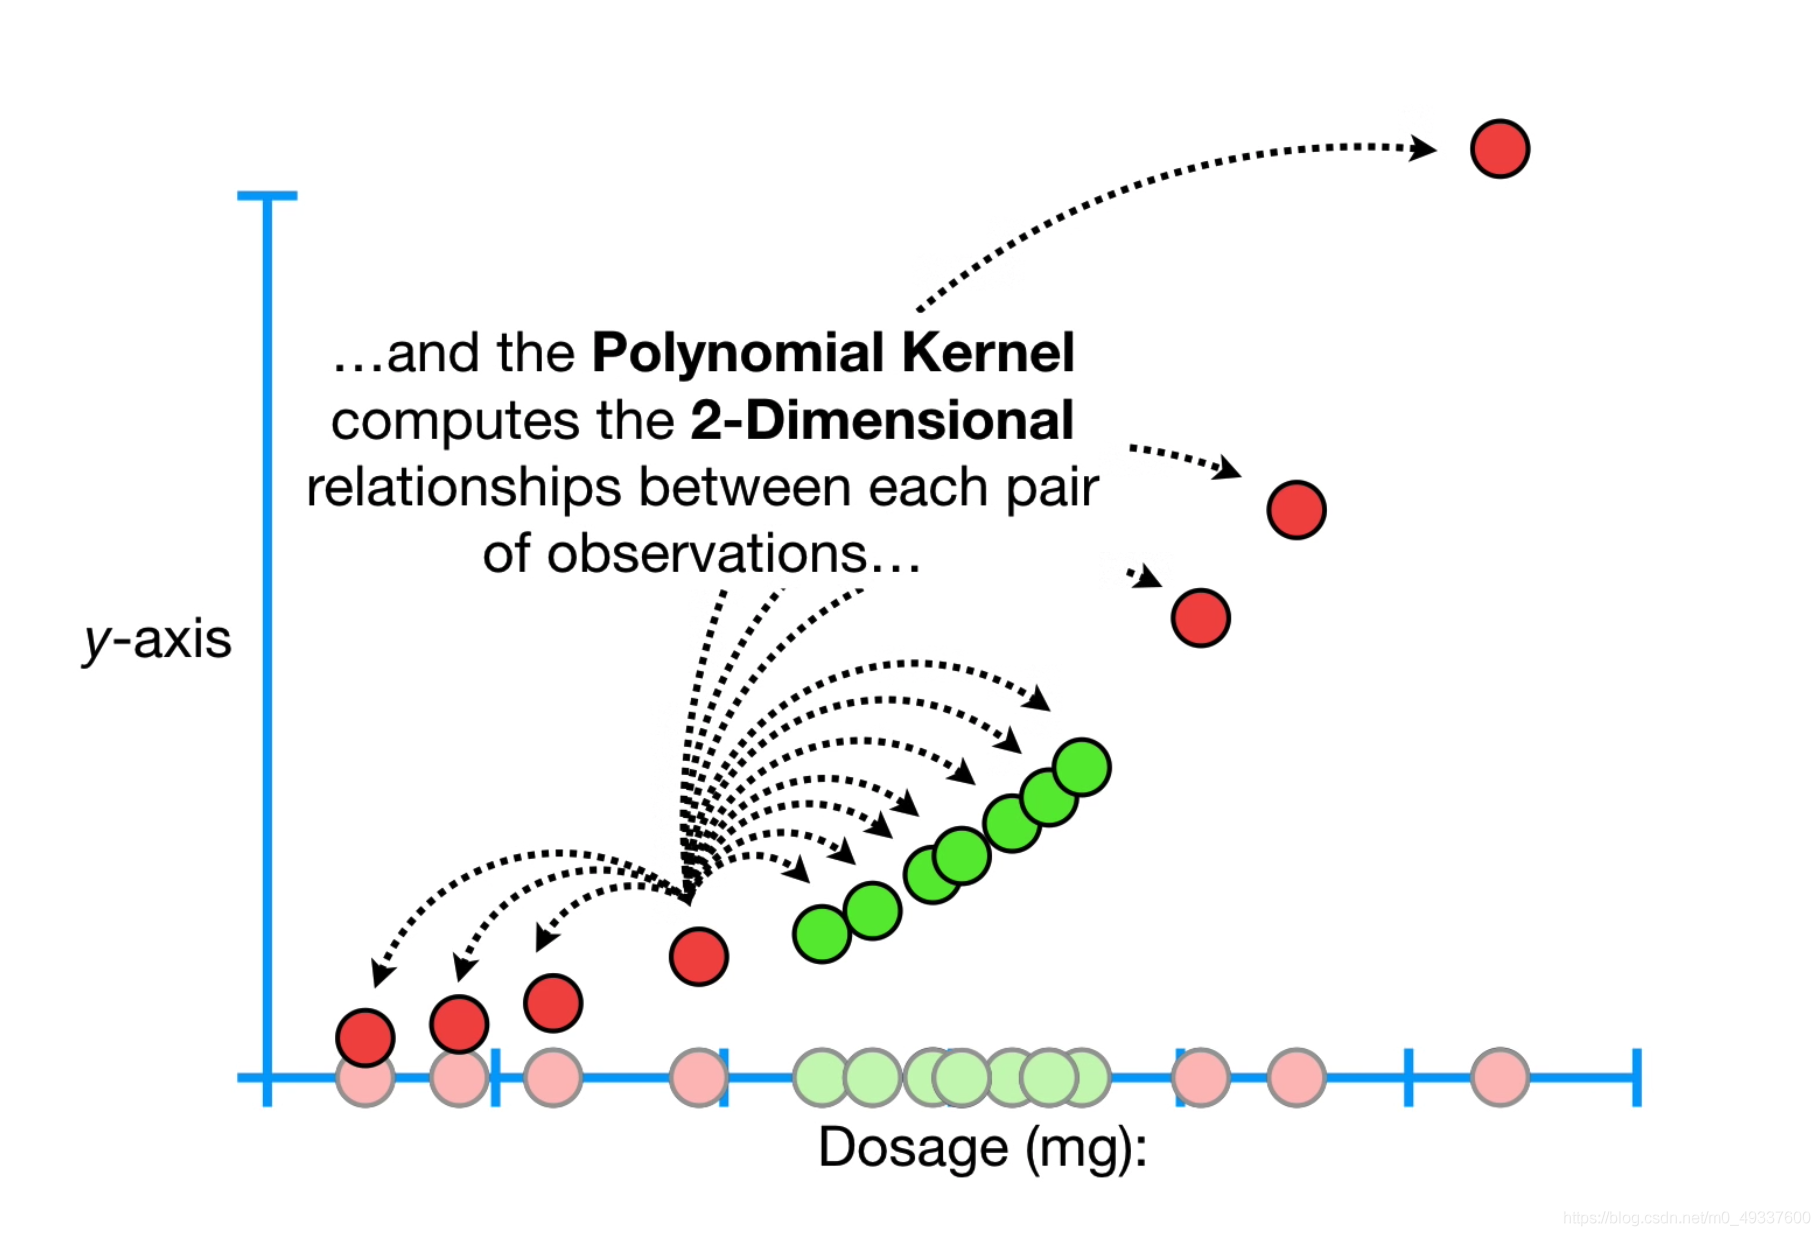 …and the Polynomial Kernel
computes the 2-Dimensional
relationships between each pair
of observations…
y-axis
Dosage (mg):
https://blog.csdn.net/m0_49337600